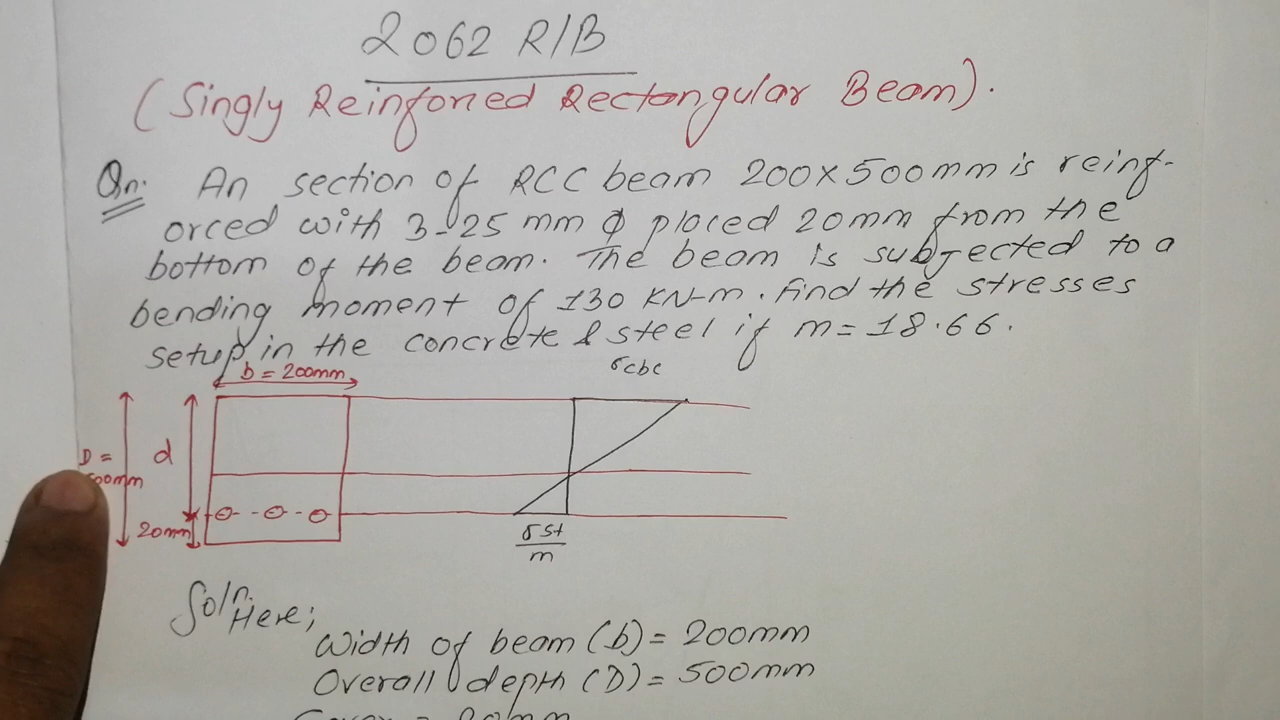 2062 R/B
(Singly Reinforced Rectangular Beam).
Qn: An section of RCC beam 200x500mm is reinf-
orced with 3-25 mm ϕ placed 20mm from the
bottom of the beam. The beam is subjected to a
bending moment of 130 KN-m. Find the stresses
setup in the concrete & steel if m= 18.66.
b = 200mm
σcbc
D =
500mm
d
20mm
σst
m
Soln.
Here;
Width of beam (b) = 200mm
Overall depth (D) = 500mm
Cover = 20mm